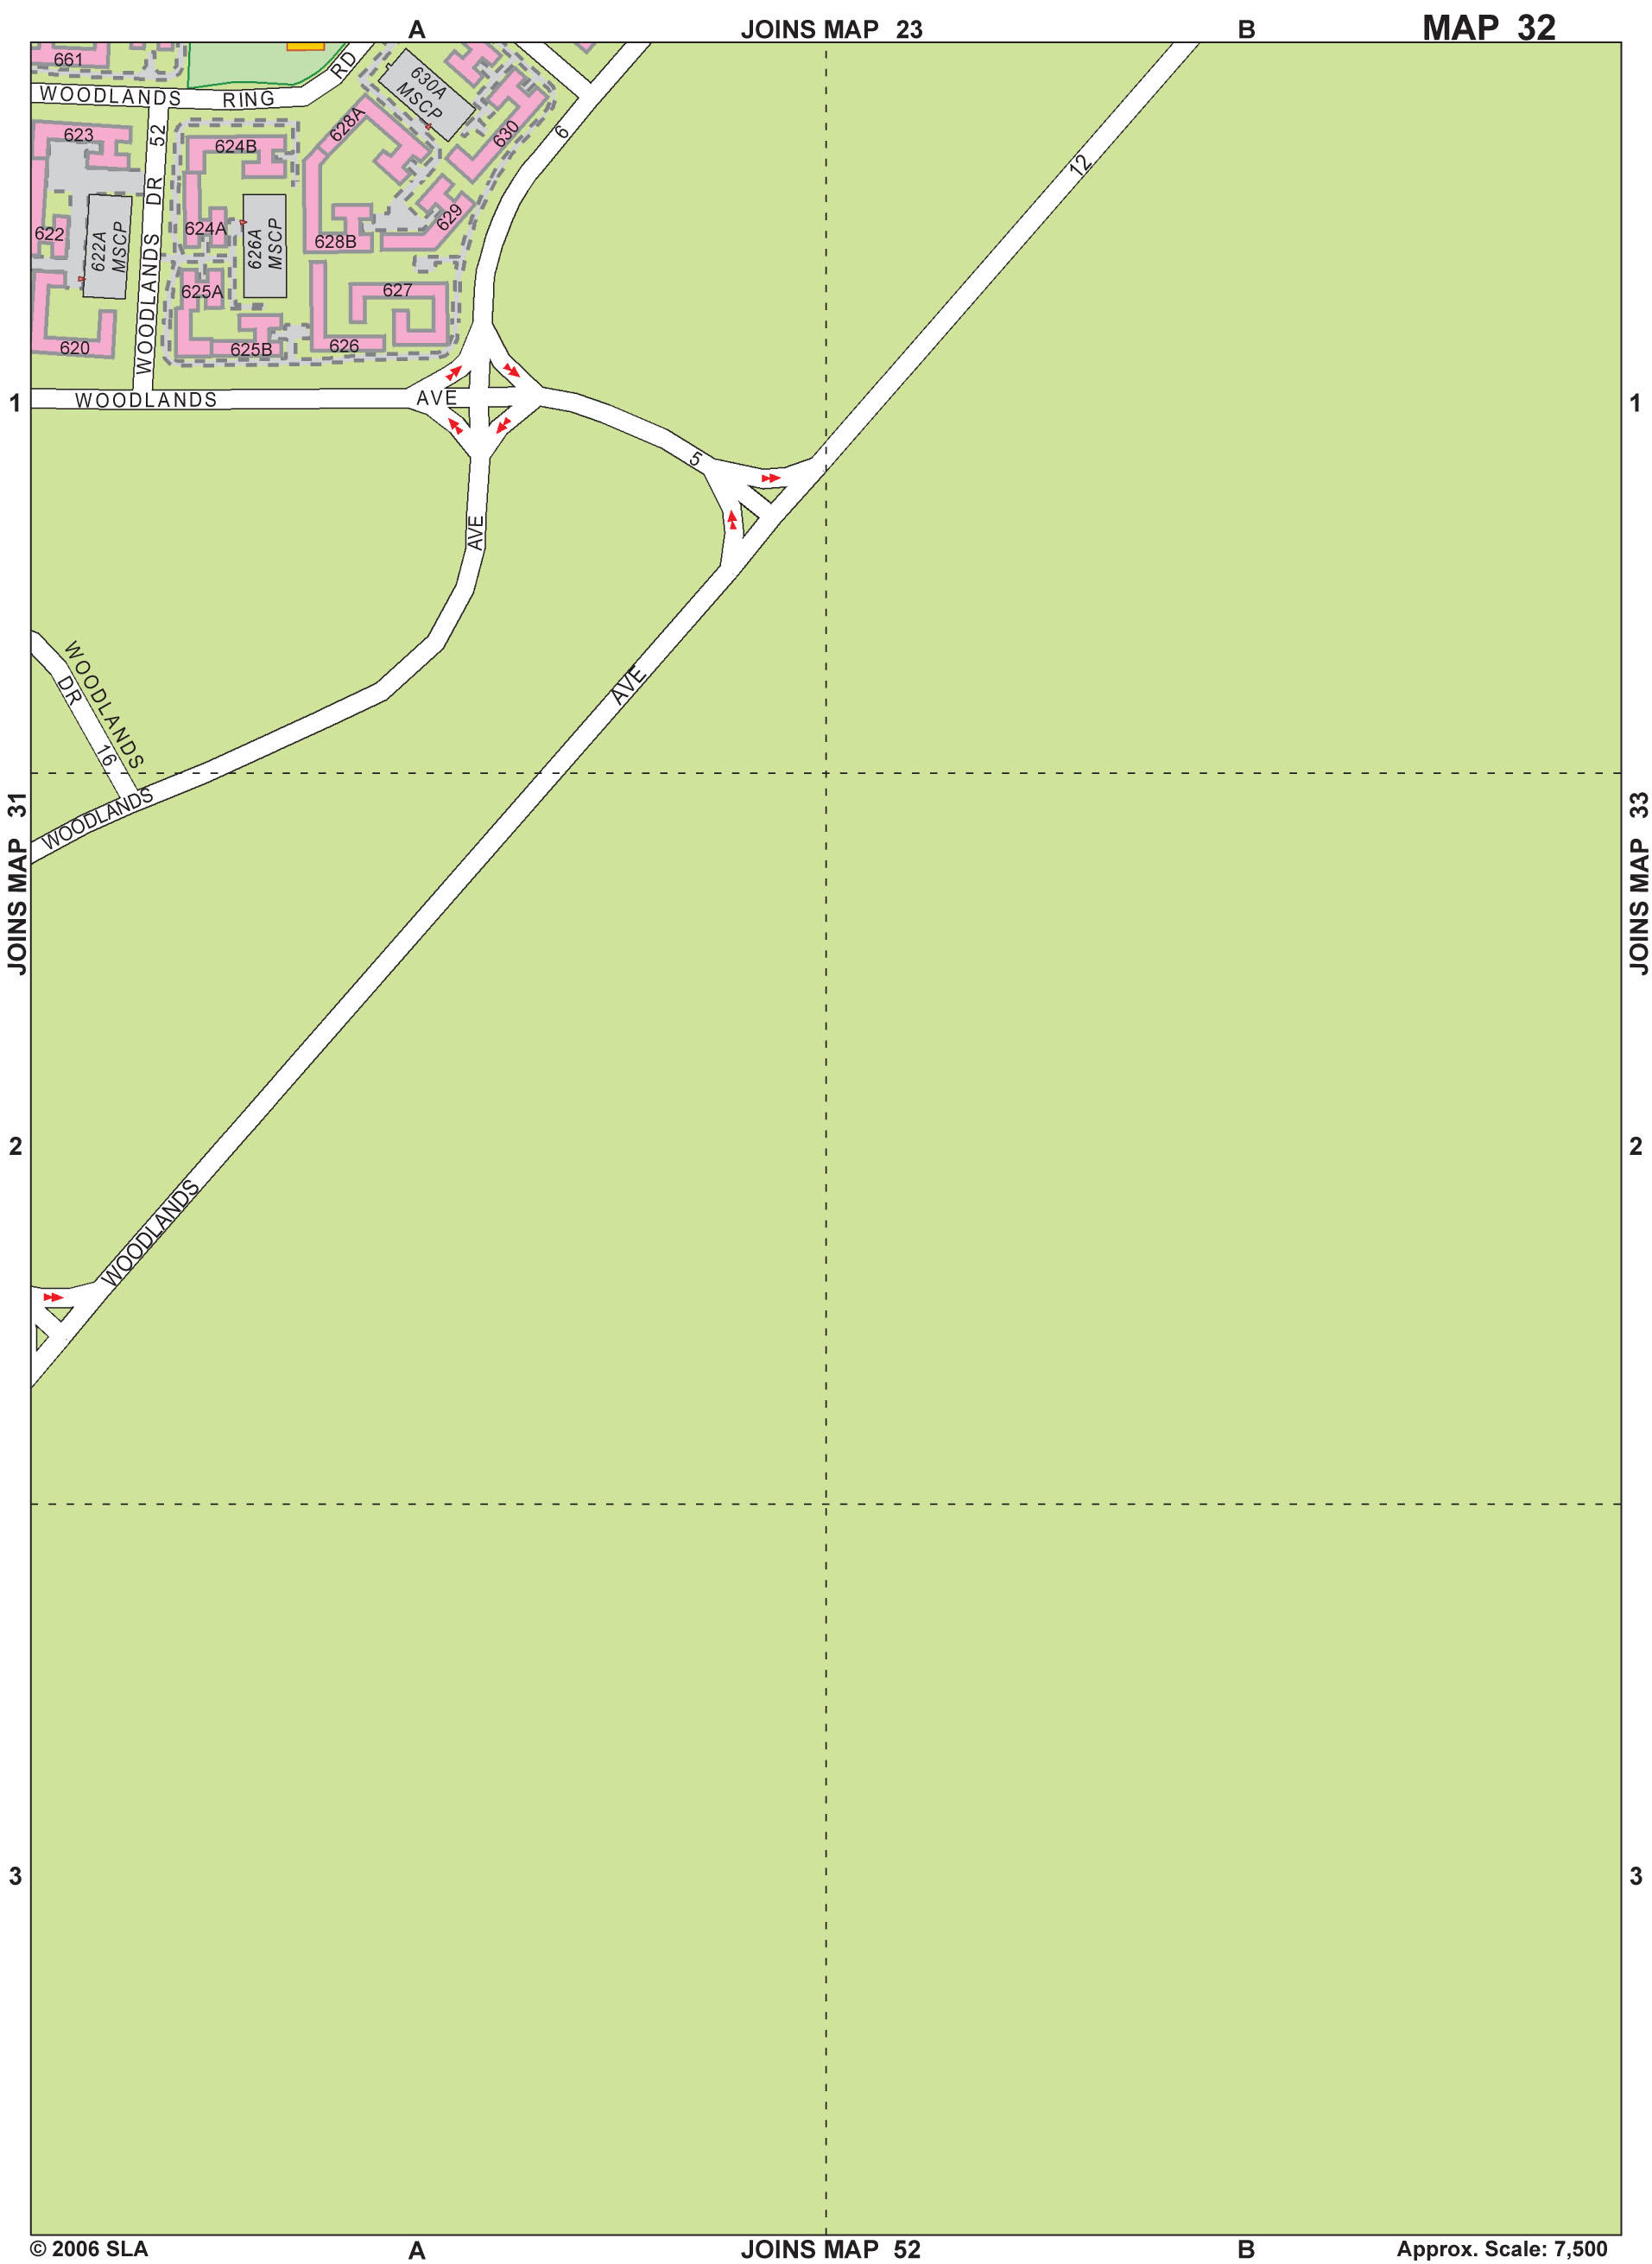 A
JOINS MAP 23
B
MAP 32
661
WOODLANDS RING RD
630A
MSCP
6
12
623
52
624B
628A
630
622
622A
MSCP
WOODLANDS DR
624A
626A
MSCP
628B
629
625A
627
620
625B
626
1
WOODLANDS AVE
5
1
AVE
WOODLANDS
DR
16
AVE
WOODLANDS
JOINS MAP 31
JOINS MAP 33
2
2
WOODLANDS
3
3
© 2006 SLA
A
JOINS MAP 52
B
Approx. Scale: 7,500